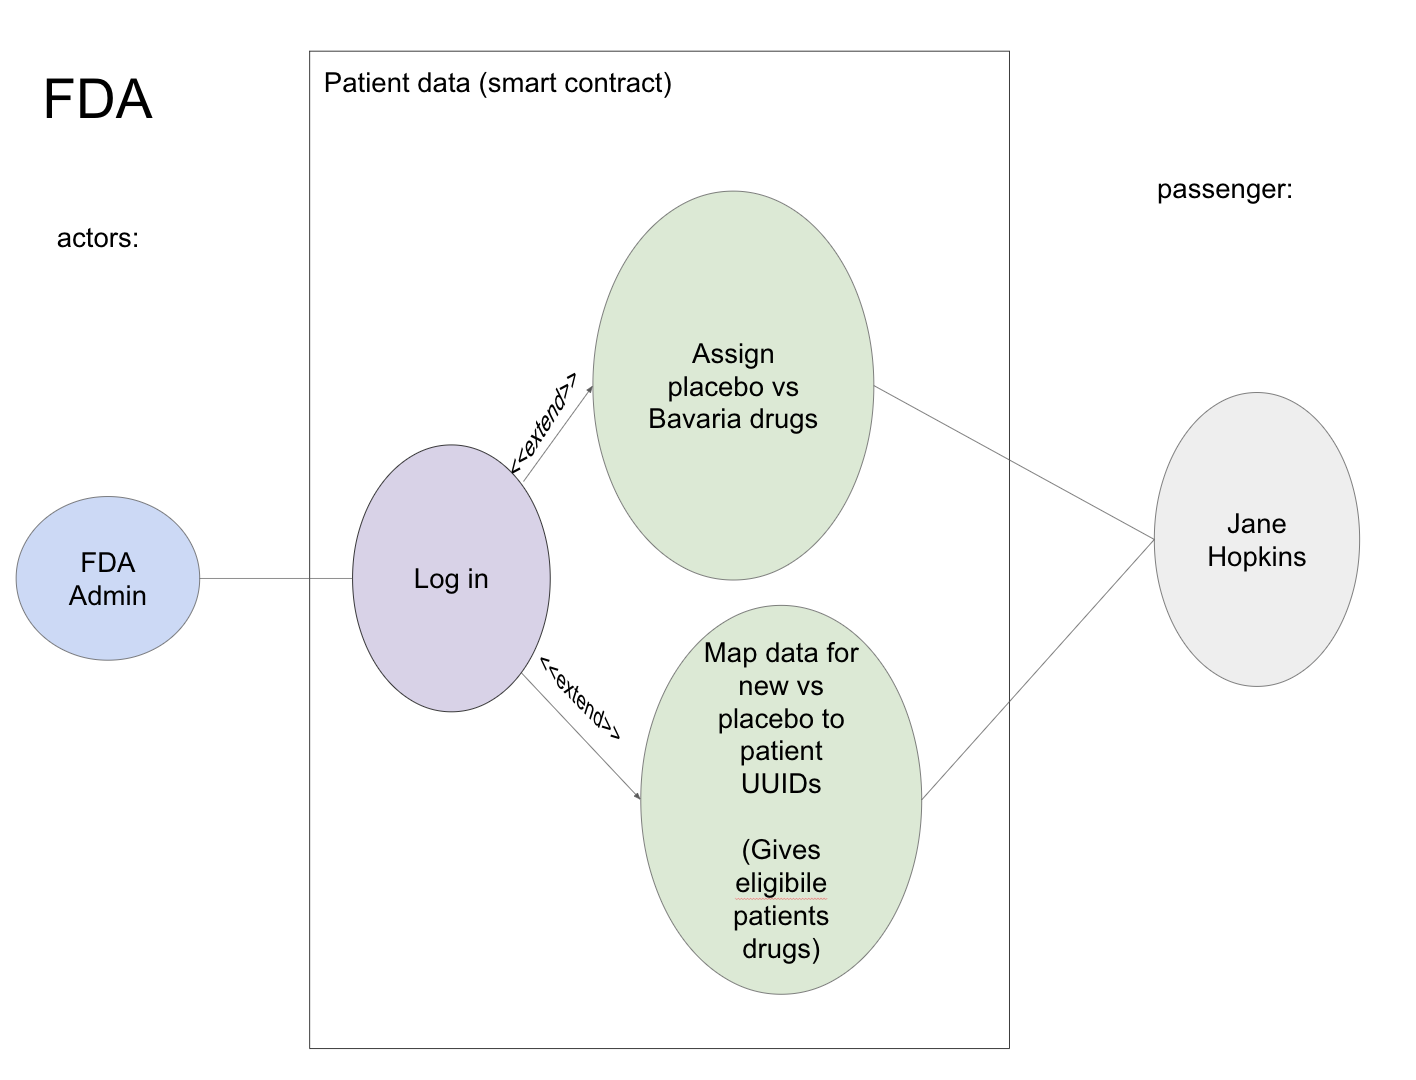 FDA
Patient data (smart contract)
passenger:
actors:
Assign
placebo vs
Bavaria drugs
<<extend>>
FDA
Admin
Log in
Jane
Hopkins
<<extend>>
Map data for
new vs
placebo to
patient
UUIDs
(Gives
eligibile
patients
drugs)